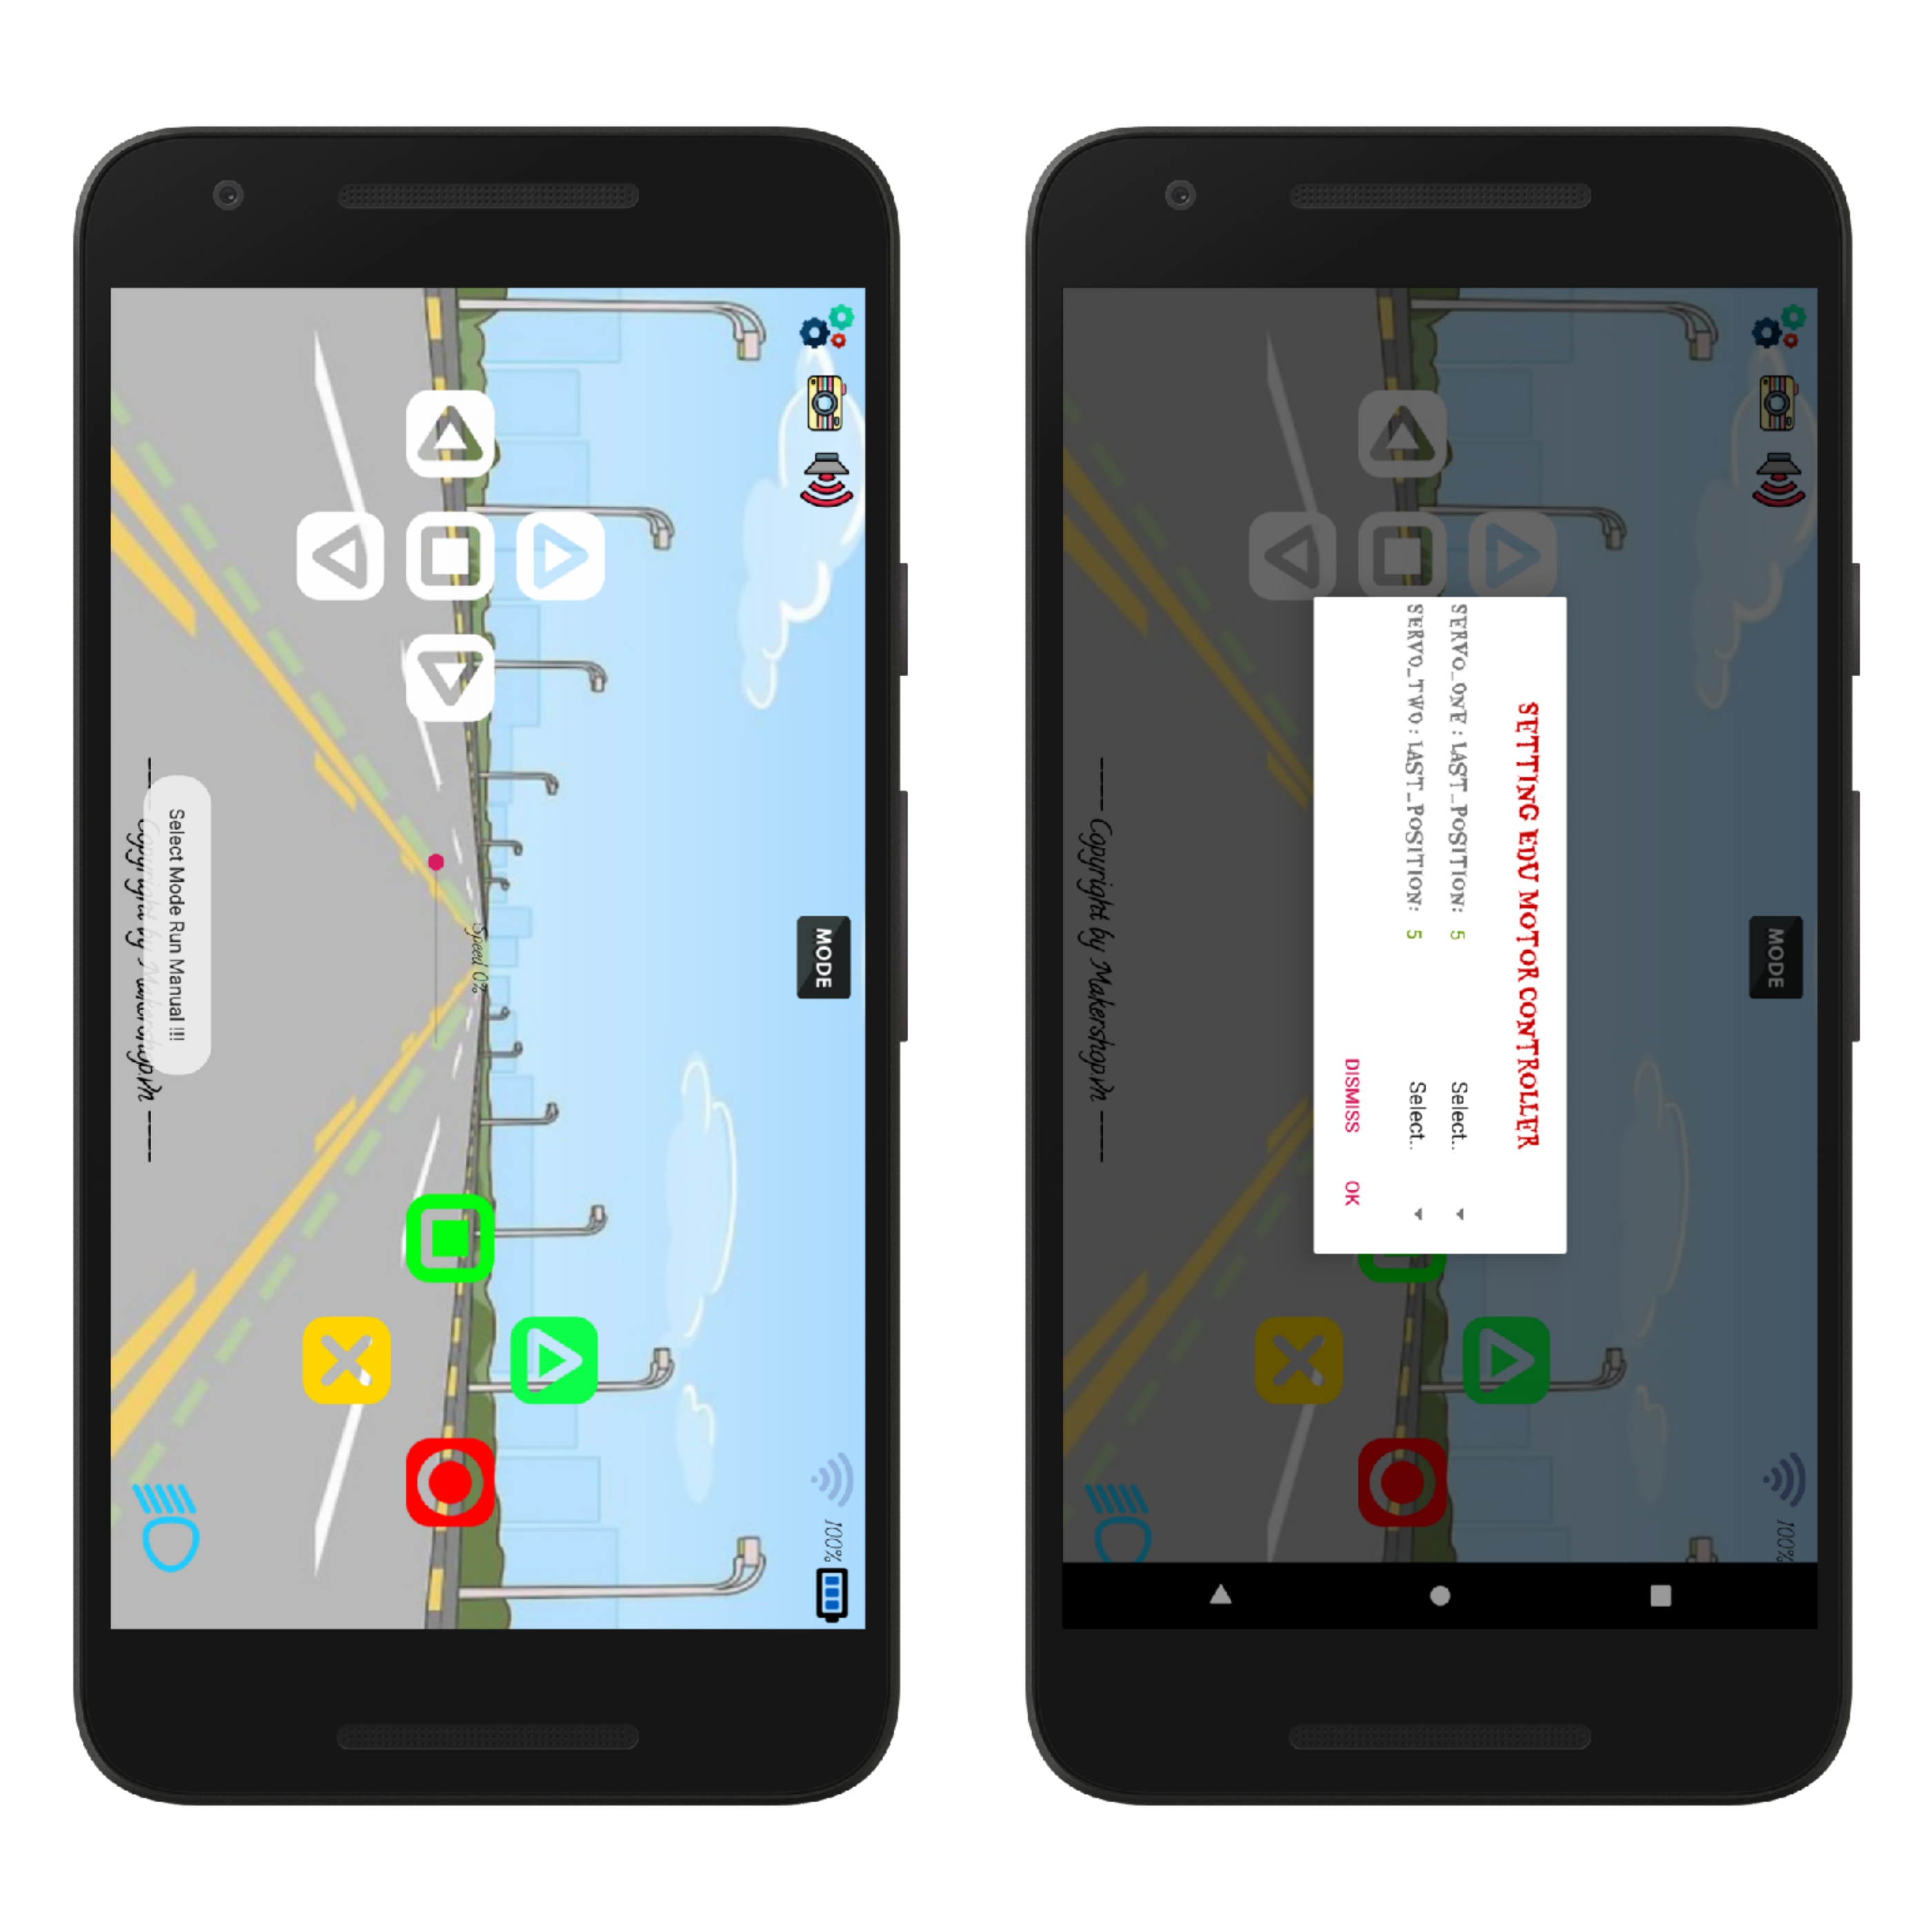 MODE
100%
SETTING EDU MOTOR CONTROLLER
SERVO_ONE : LAST_POSITION: 5 Select..
SERVO_TWO : LAST_POSITION: 5 Select..
DISMISS OK
---- Copyright by Makershop.vn ----
MODE
100%
Speed 0%
Select Mode Run Manual !!!
---- Copyright by Makershop.vn ----